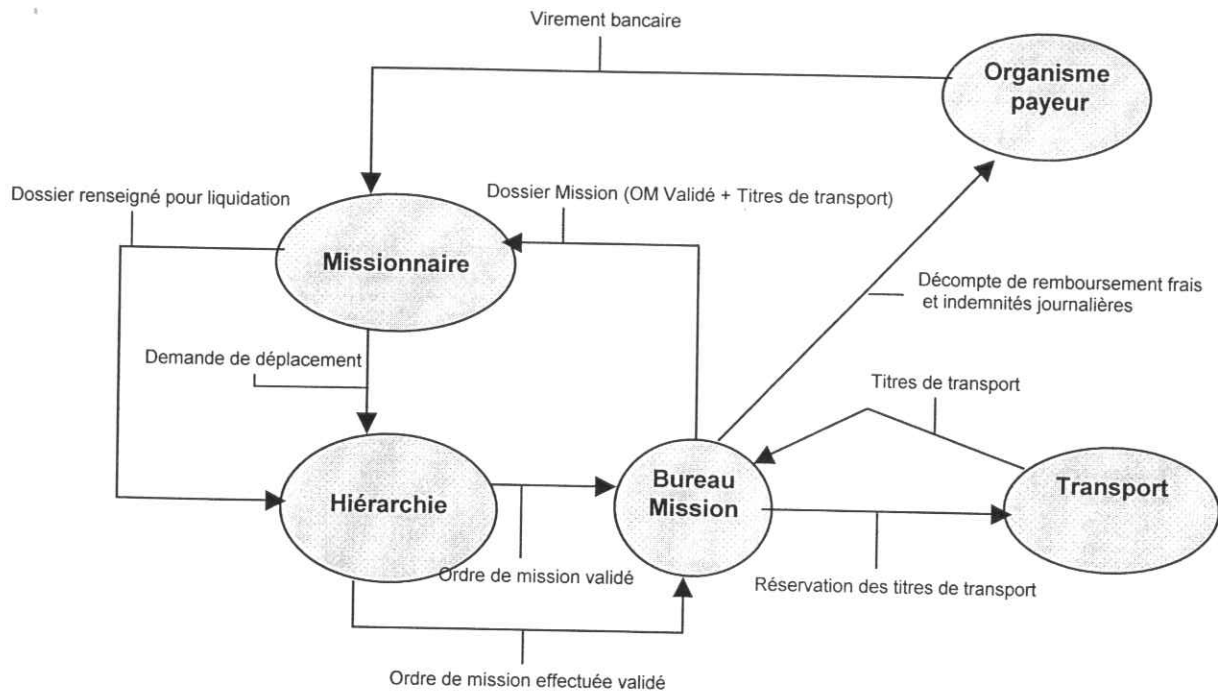 Virement bancaire
Organisme
payeur
Dossier renseigné pour liquidation
Dossier Mission (OM Validé + Titres de transport)
Missionnaire
Décompte de remboursement frais
et indemnités journalières
Demande de déplacement
Titres de transport
Hiérarchie
Bureau
Mission
Transport
Ordre de mission validé
Réservation des titres de transport
Ordre de mission effectuée validé